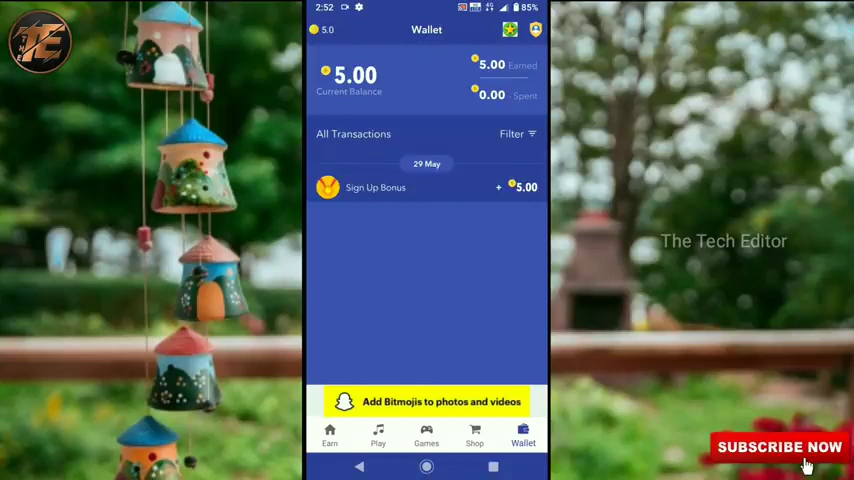 2:52
85%
5.0
Wallet
5.00
Current Balance
5.00 Earned
0.00 - Spent
All Transactions
Filter
29 May
Sign Up Bonus
+ 5.00
The Tech Editor
Add Bitmojis to photos and videos
Earn
Play
Games
Shop
Wallet
SUBSCRIBE NOW